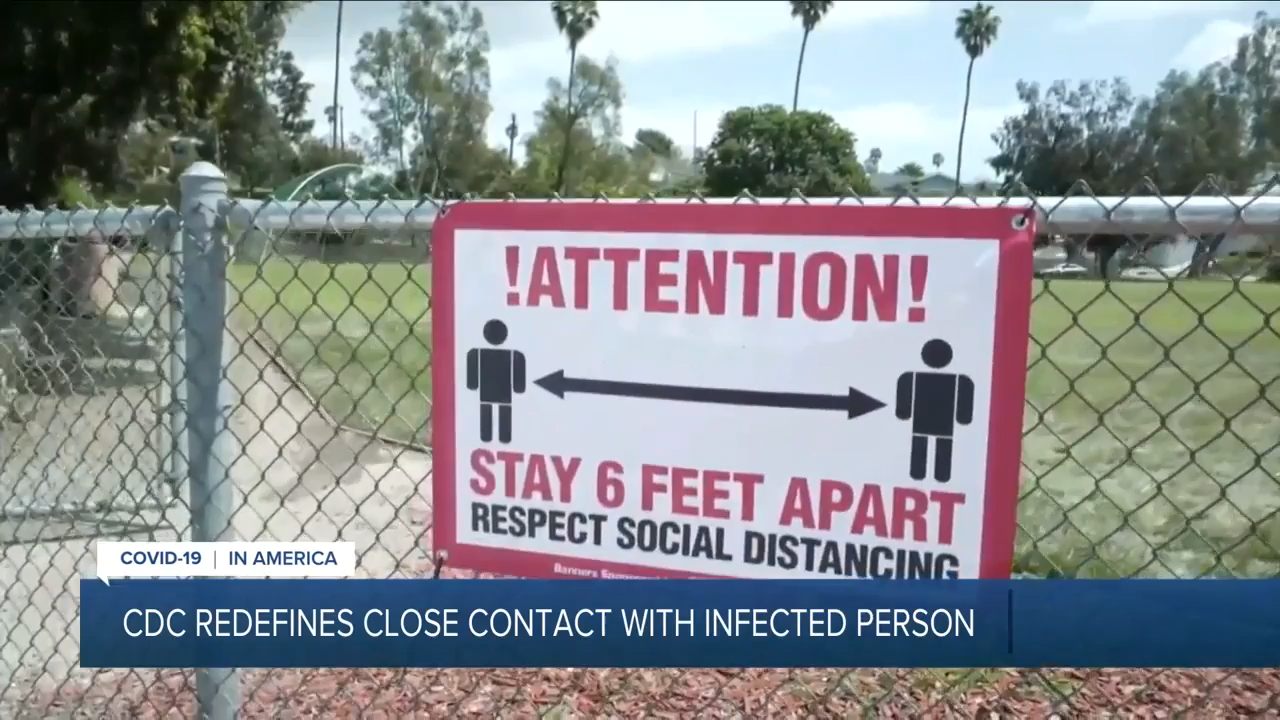 !ATTENTION!
STAY 6 FEET APART
RESPECT SOCIAL DISTANCING
Banners
COVID-19 | IN AMERICA
CDC REDEFINES CLOSE CONTACT WITH INFECTED PERSON